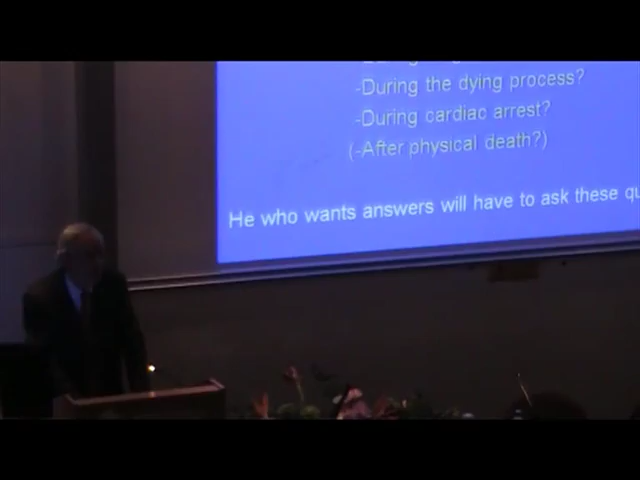 -During the dying process?
-During cardiac arrest?
(-After physical death?)
He who wants answers will have to ask these